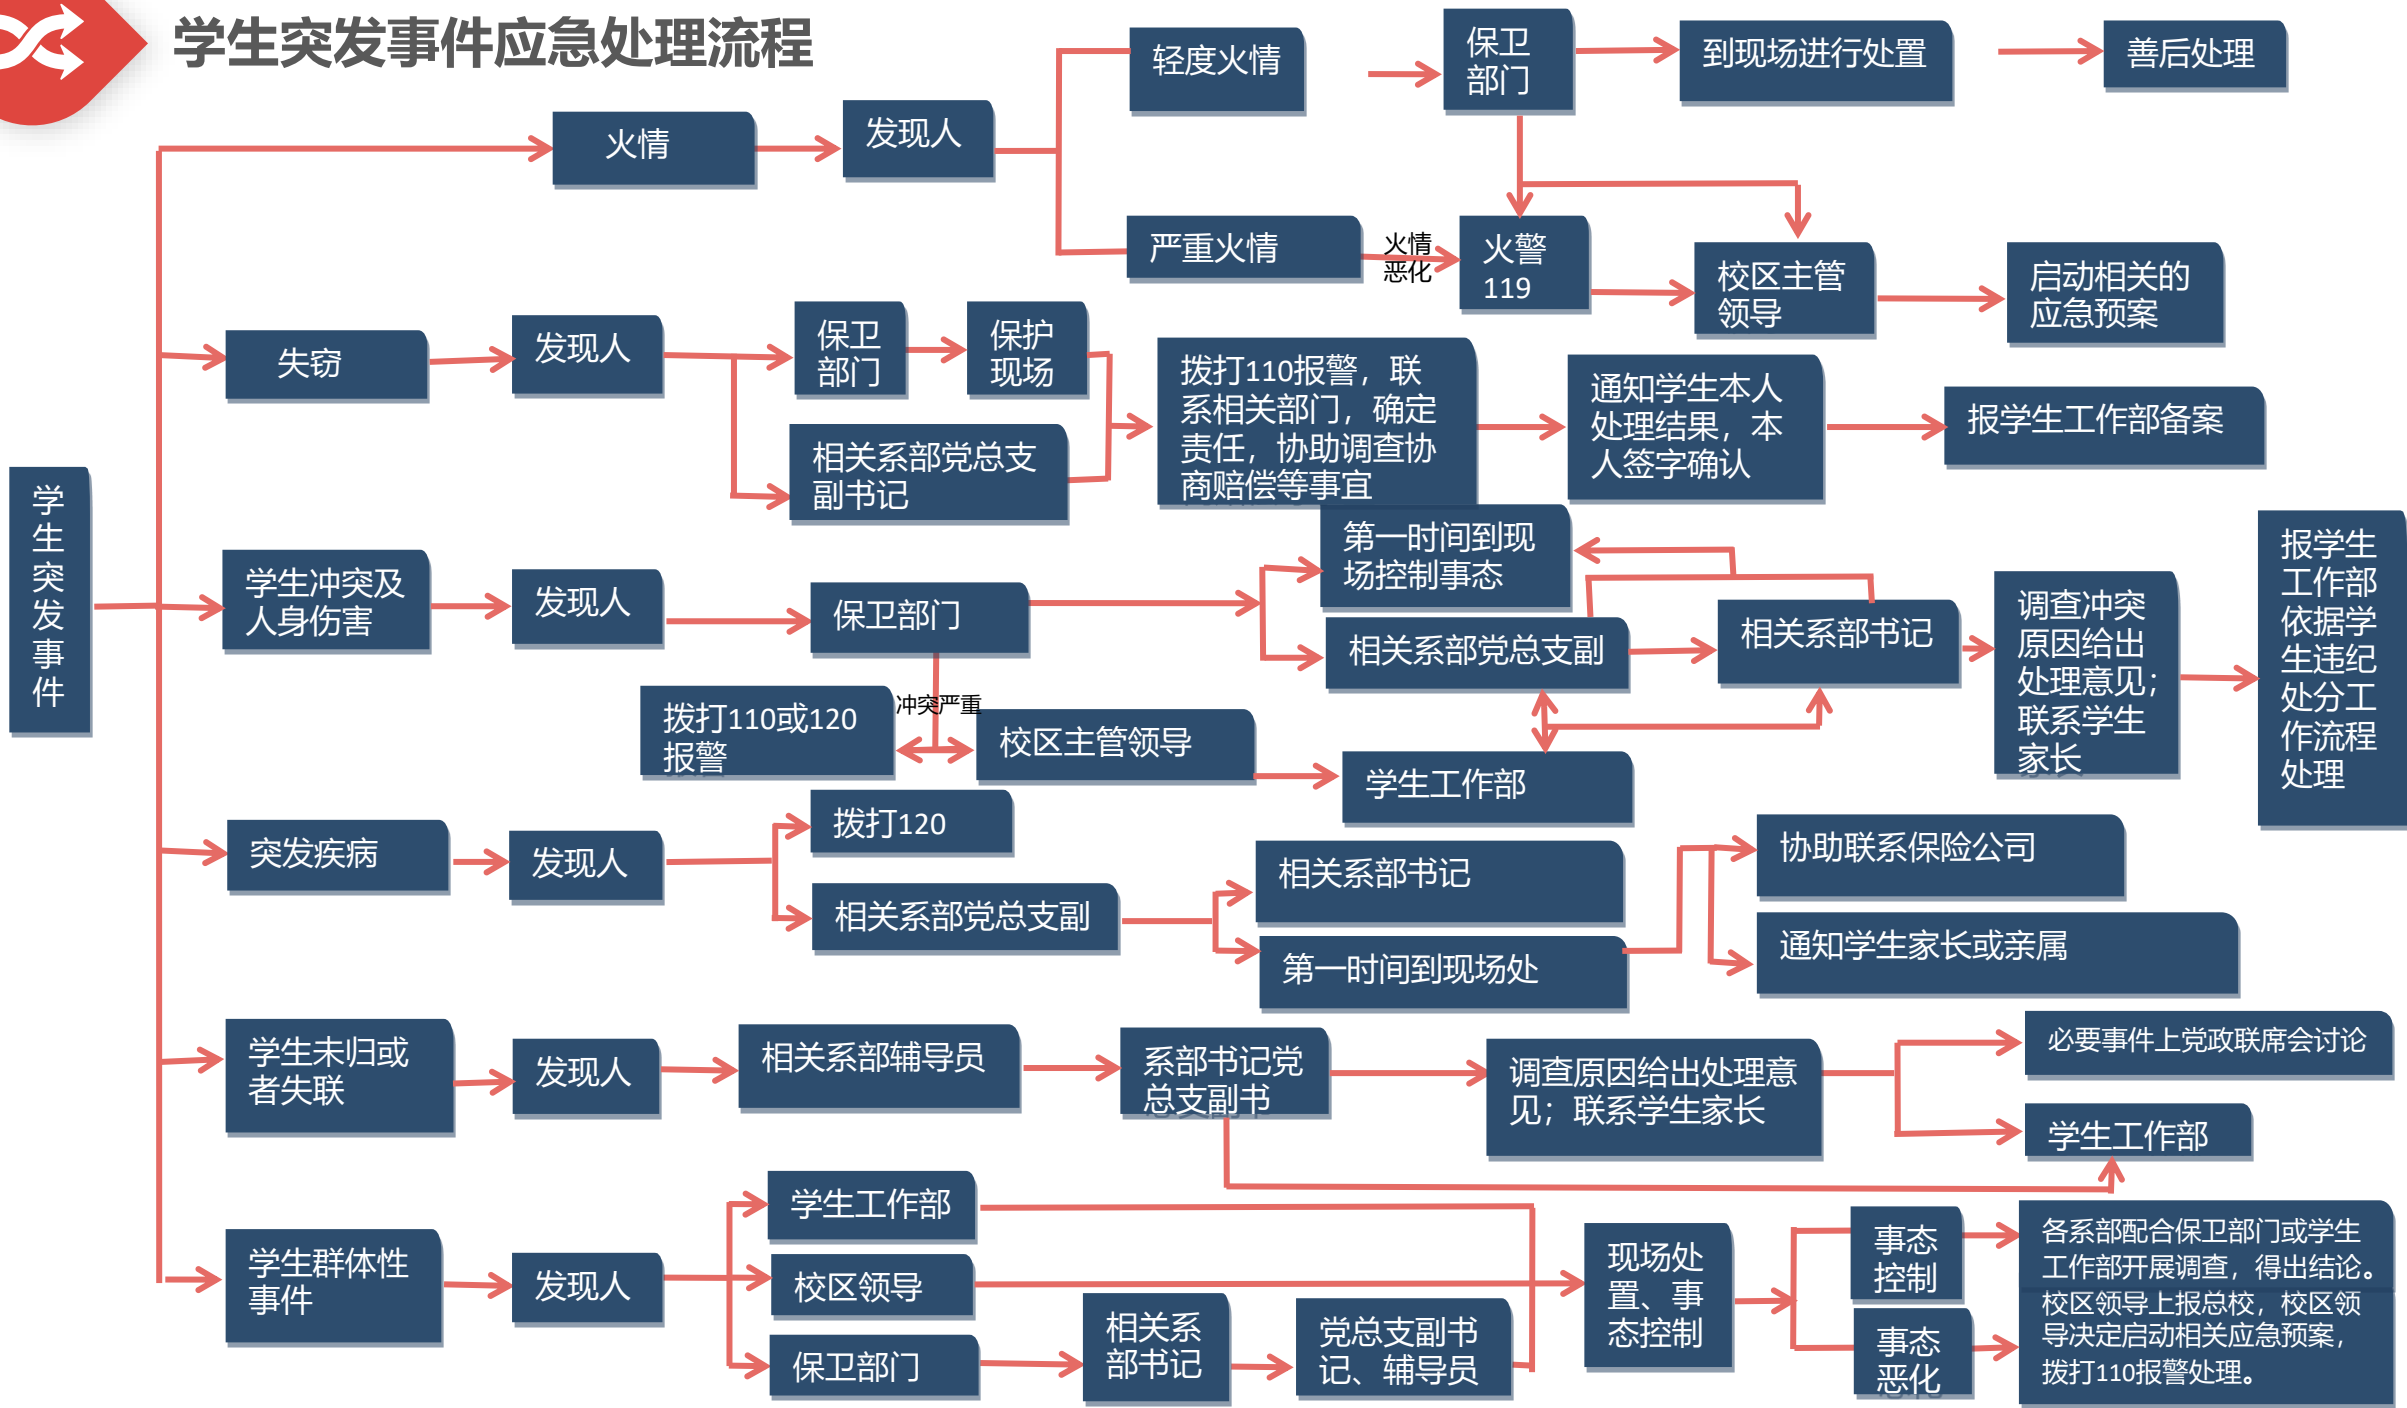 学生突发事件应急处理流程
轻度火情
保卫
部门
到现场进行处置
善后处理
火情
发现人
严重火情
火情
恶化
火警
119
校区主管
领导
启动相关的
应急预案
失窃
发现人
保卫
部门
保护
现场
相关系部党总支
副书记
拨打110报警，联
系相关部门，确定
责任，协助调查协
商赔偿等事宜
通知学生本人
处理结果，本
人签字确认
报学生工作部备案
学
生
突
发
事
件
学生冲突及
人身伤害
发现人
保卫部门
第一时间到现
场控制事态
相关系部党总支副
相关系部书记
调查冲突
原因给出
处理意见；
联系学生
家长
报学生
工作部
依据学
生违纪
处分工
作流程
处理
冲突严重
拨打110或120
报警
校区主管领导
学生工作部
突发疾病
发现人
拨打120
相关系部党总支副
相关系部书记
第一时间到现场处
协助联系保险公司
通知学生家长或亲属
学生未归或
者失联
发现人
相关系部辅导员
系部书记党
总支副书
调查原因给出处理意
见；联系学生家长
必要事件上党政联席会讨论
学生工作部
学生群体性
事件
发现人
学生工作部
校区领导
保卫部门
相关系
部书记
党总支副书
记、辅导员
现场处
置、事
态控制
事态
控制
事态
恶化
各系部配合保卫部门或学生
工作部开展调查，得出结论。
校区领导上报总校，校区领
导决定启动相关应急预案，
拨打110报警处理。